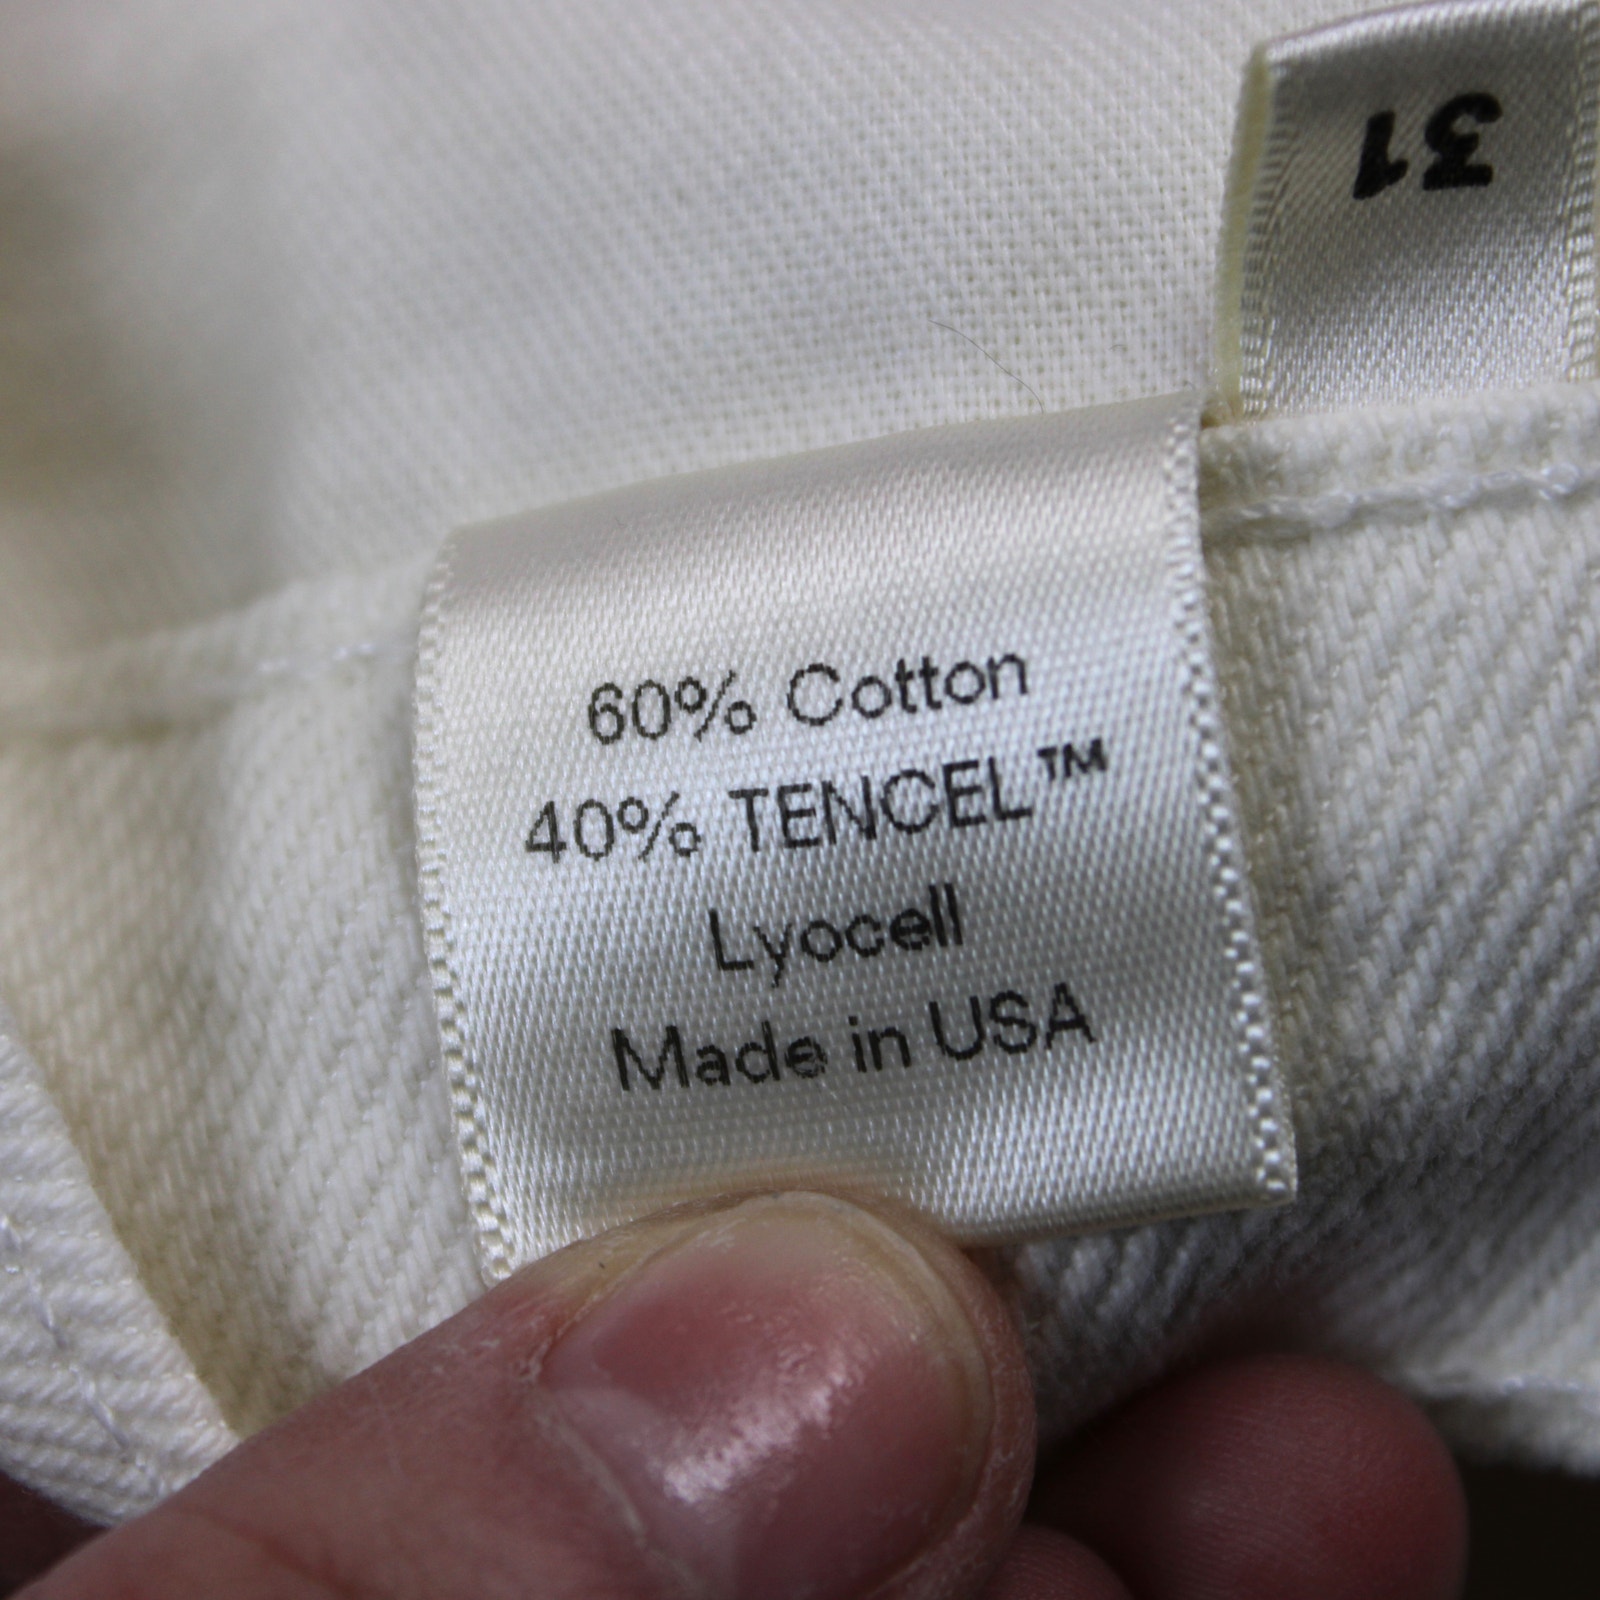 31
60% Cotton
40% TENCEL™
Lyocell
Made in USA